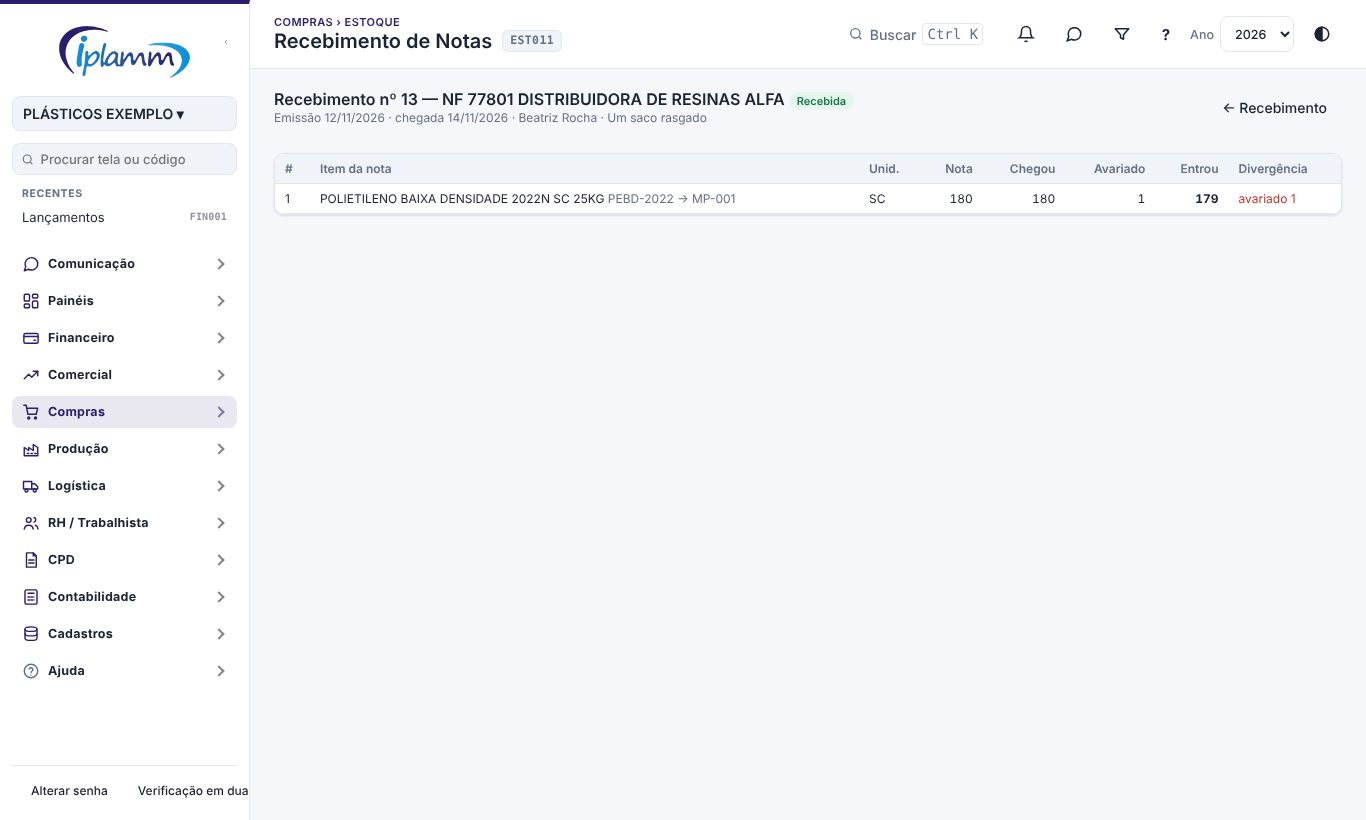 iplamm
‹
PLÁSTICOS EXEMPLO ▾
Procurar tela ou código
RECENTES
Lançamentos FIN001
Comunicação
Painéis
Financeiro
Comercial
Compras
Produção
Logística
RH / Trabalhista
CPD
Contabilidade
Cadastros
Ajuda
Alterar senha Verificação em dua
COMPRAS › ESTOQUE
Recebimento de Notas EST011
Buscar Ctrl K ? Ano 2026
Recebimento nº 13 — NF 77801 DISTRIBUIDORA DE RESINAS ALFA Recebida
Emissão 12/11/2026 · chegada 14/11/2026 · Beatriz Rocha · Um saco rasgado
← Recebimento
# Item da nota Unid. Nota Chegou Avariado Entrou Divergência
1 POLIETILENO BAIXA DENSIDADE 2022N SC 25KG PEBD-2022 → MP-001 SC 180 180 1 179 avariado 1